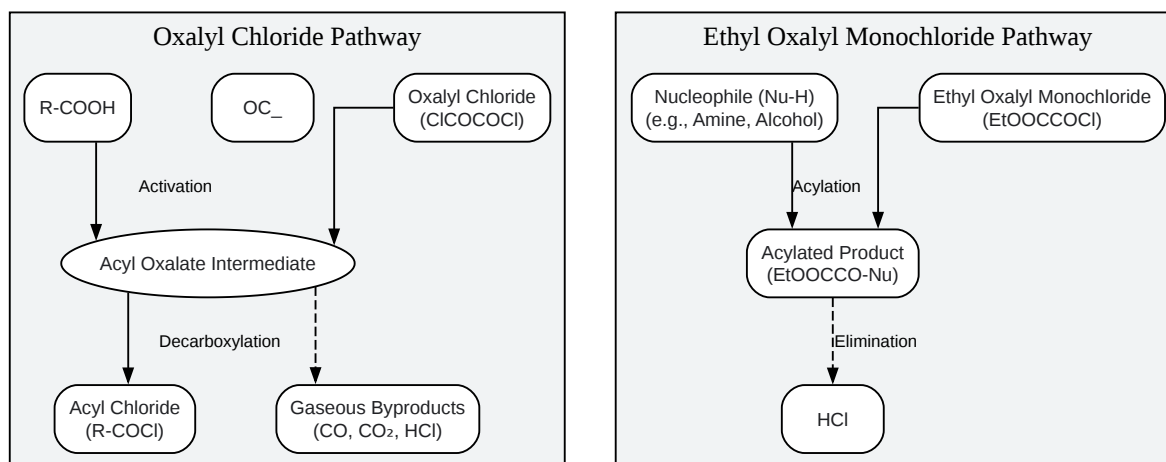 Oxalyl Chloride Pathway
R-COOH
OC_
Oxalyl Chloride
(ClCOCOCl)
Activation
Acyl Oxalate Intermediate
Decarboxylation
Acyl Chloride
(R-COCl)
Gaseous Byproducts
(CO, CO₂, HCl)
Ethyl Oxalyl Monochloride Pathway
Nucleophile (Nu-H)
(e.g., Amine, Alcohol)
Ethyl Oxalyl Monochloride
(EtOOCCOCl)
Acylation
Acylated Product
(EtOOCCO-Nu)
Elimination
HCl